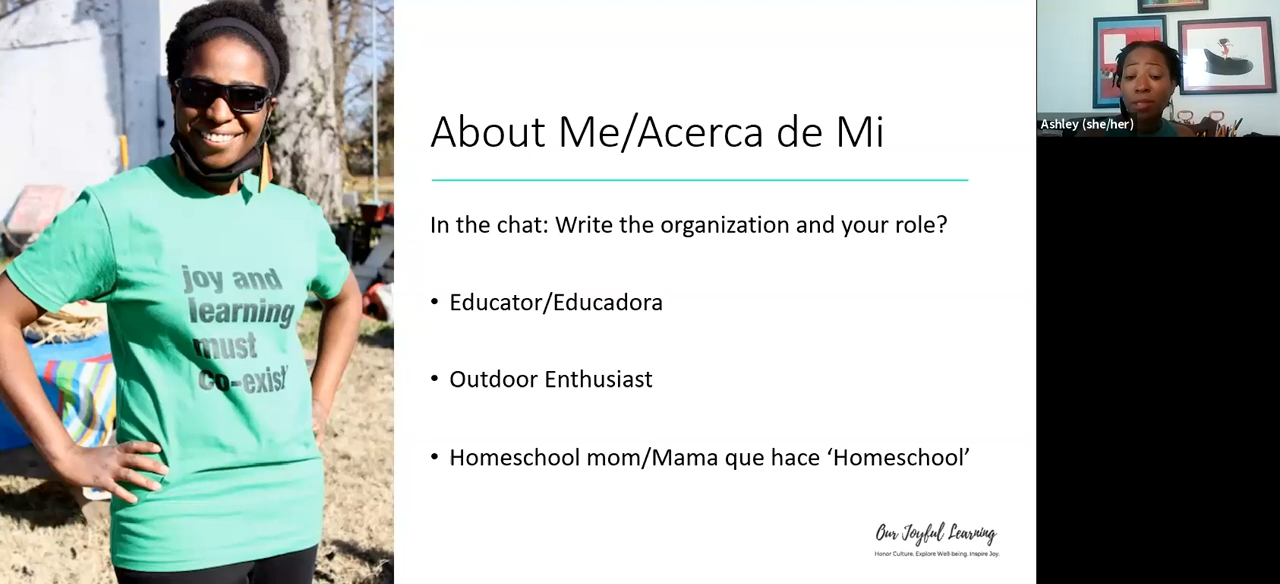 joy and
learning
must
co-exist
About Me/Acerca de Mi
In the chat: Write the organization and your role?
• Educator/Educadora
• Outdoor Enthusiast
• Homeschool mom/Mama que hace ‘Homeschool’
Our Joyful Learning
Honor Culture. Explore Well-being. Inspire Joy.
Ashley (she/her)